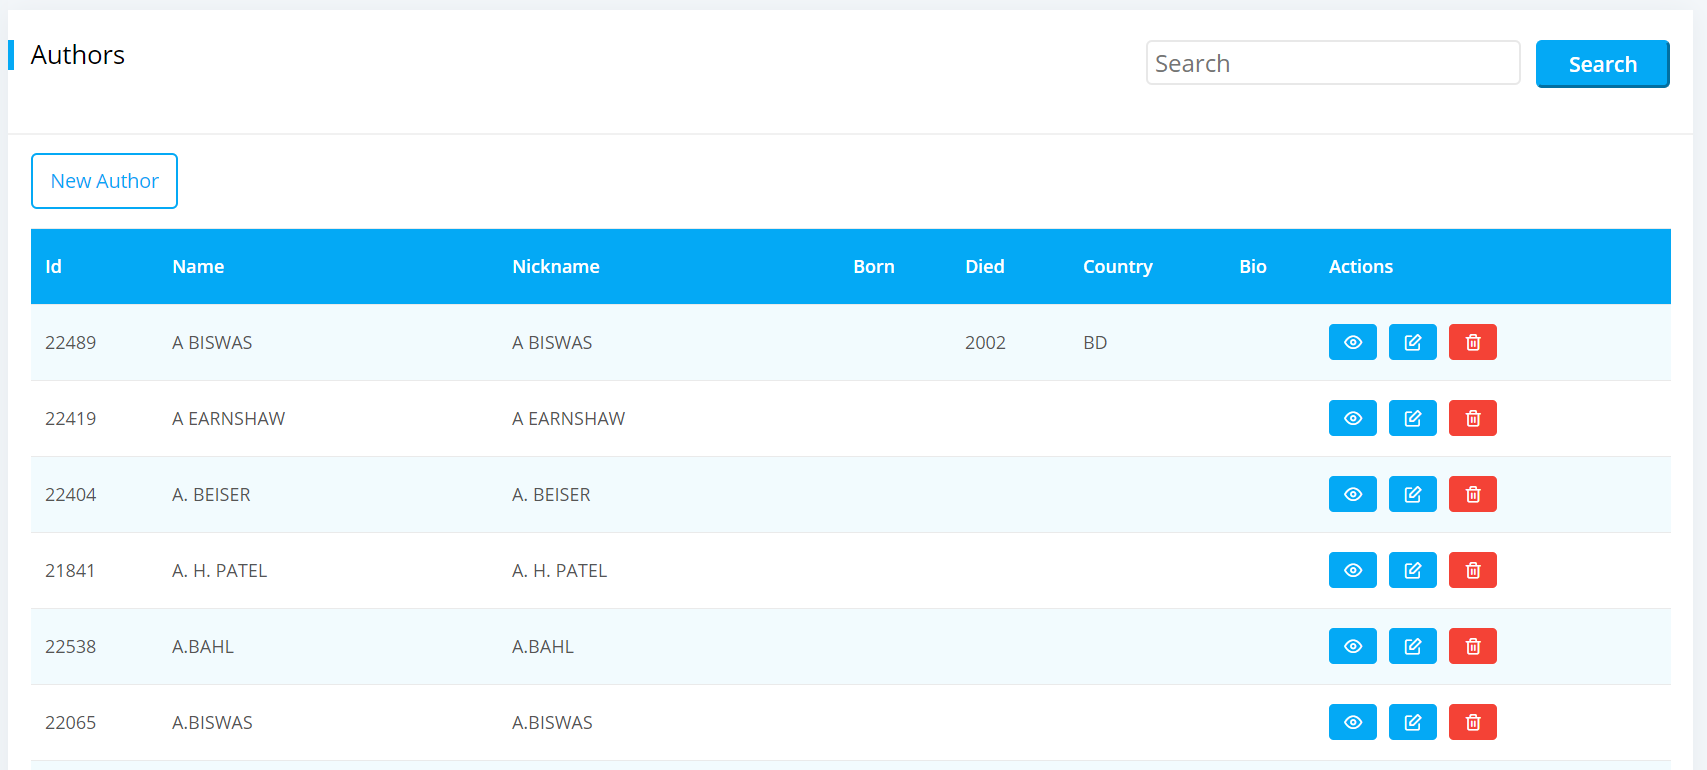 Authors
Search Search
New Author
Id Name Nickname Born Died Country Bio Actions
22489 A BISWAS A BISWAS 2002 BD
22419 A EARNSHAW A EARNSHAW
22404 A. BEISER A. BEISER
21841 A. H. PATEL A. H. PATEL
22538 A.BAHL A.BAHL
22065 A.BISWAS A.BISWAS